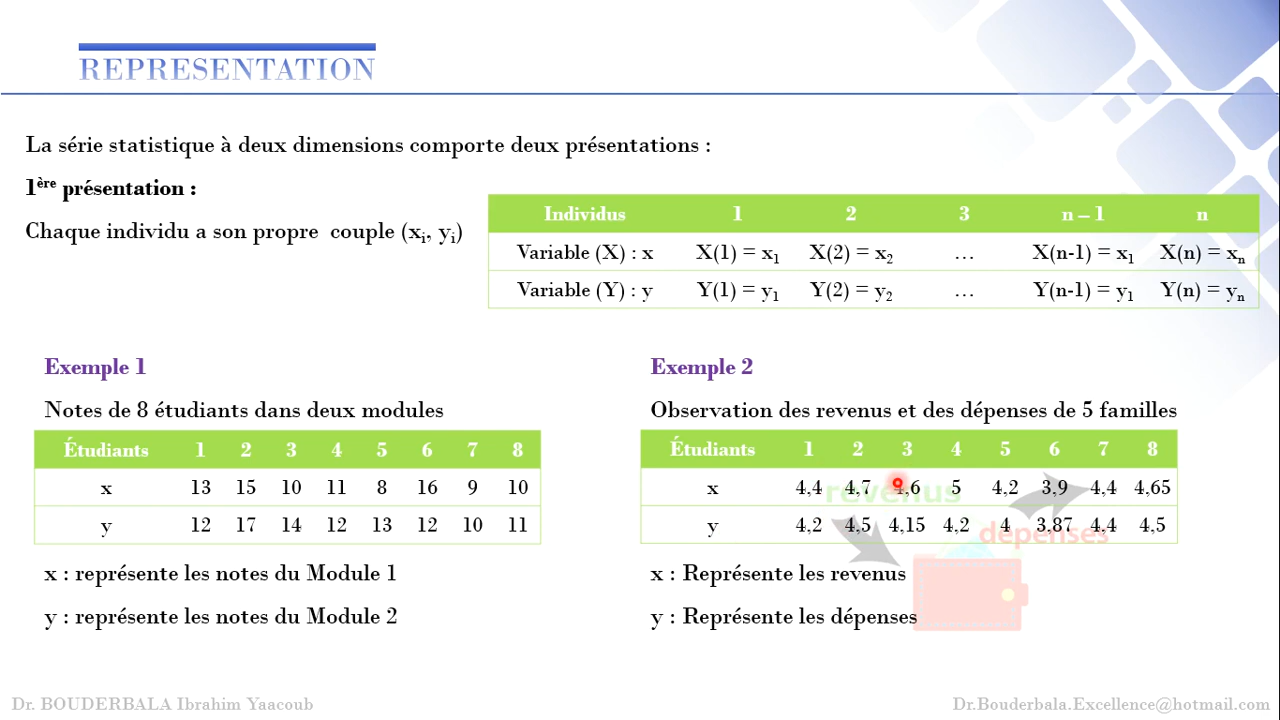 REPRESENTATION
La série statistique à deux dimensions comporte deux présentations :
1ère présentation :
Chaque individu a son propre couple (xi, yi)
Individus 1 2 3 n – 1 n
Variable (X) : x X(1) = x1 X(2) = x2 … X(n-1) = x1 X(n) = xn
Variable (Y) : y Y(1) = y1 Y(2) = y2 … Y(n-1) = y1 Y(n) = yn
Exemple 1
Notes de 8 étudiants dans deux modules
Étudiants 1 2 3 4 5 6 7 8
x 13 15 10 11 8 16 9 10
y 12 17 14 12 13 12 10 11
x : représente les notes du Module 1
y : représente les notes du Module 2
Exemple 2
Observation des revenus et des dépenses de 5 familles
Étudiants 1 2 3 4 5 6 7 8
x 4,4 4,7 5 4,2 3,9 4,4 4,65
y 4,2 4,5 4,15 4,2 4 3,87 4,4 4,5
revenus
dépenses
x : Représente les revenus
y : Représente les dépenses
Dr. BOUDERBALA Ibrahim Yaacoub
Dr.Bouderbala.Excellence@hotmail.com